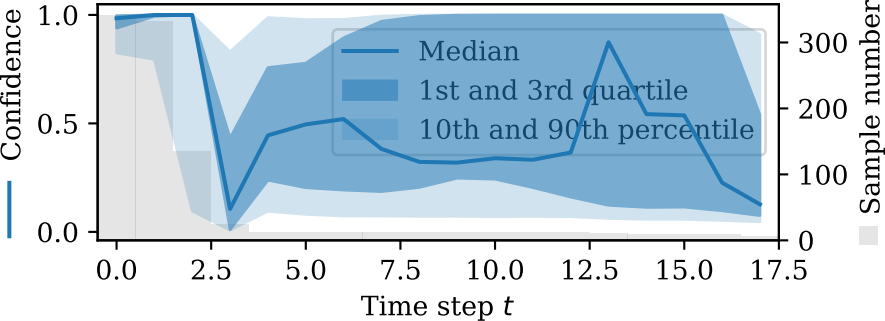 Confidence
1.0
0.5
0.0
Median
1st and 3rd quartile
10th and 90th percentile
300
200
100
0
Sample number
0.0 2.5 5.0 7.5 10.0 12.5 15.0 17.5
Time step t